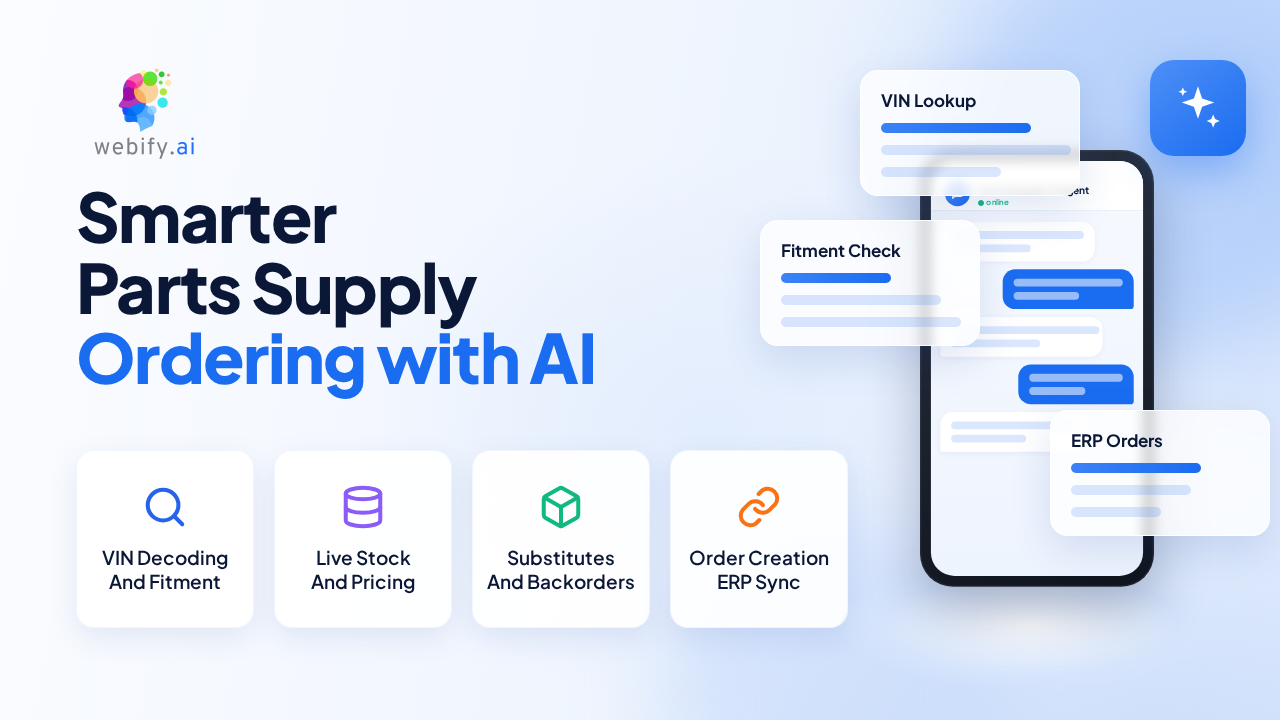 webify.ai
Smarter
Parts Supply
Ordering with AI
VIN Decoding
And Fitment
Live Stock
And Pricing
Substitutes
And Backorders
Order Creation
ERP Sync
VIN Lookup
online
Fitment Check
ERP Orders